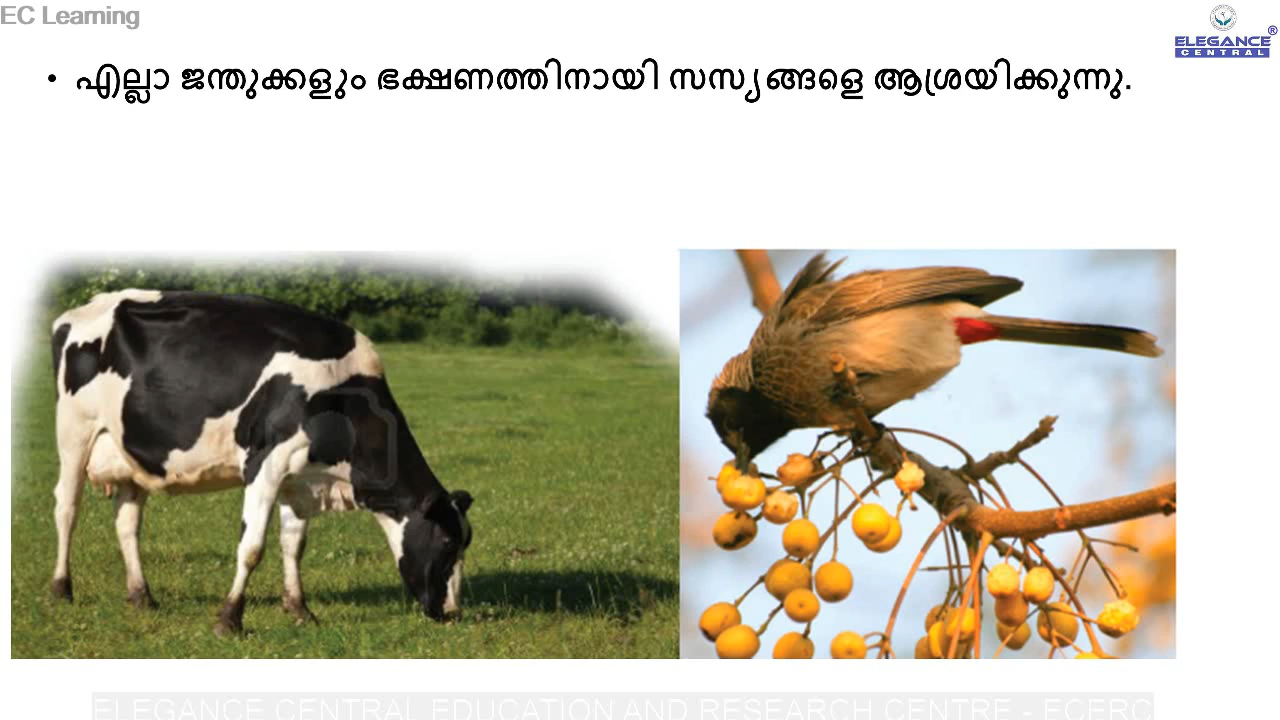 EC Learning
ELEGANCE
CENTRAL
• എല്ലാ ജന്തുക്കളും ഭക്ഷണത്തിനായി സസ്യങ്ങളെ ആശ്രയിക്കുന്നു.
ELEGANCE CENTRAL EDUCATION AND RESEARCH CENTRE - ECERC